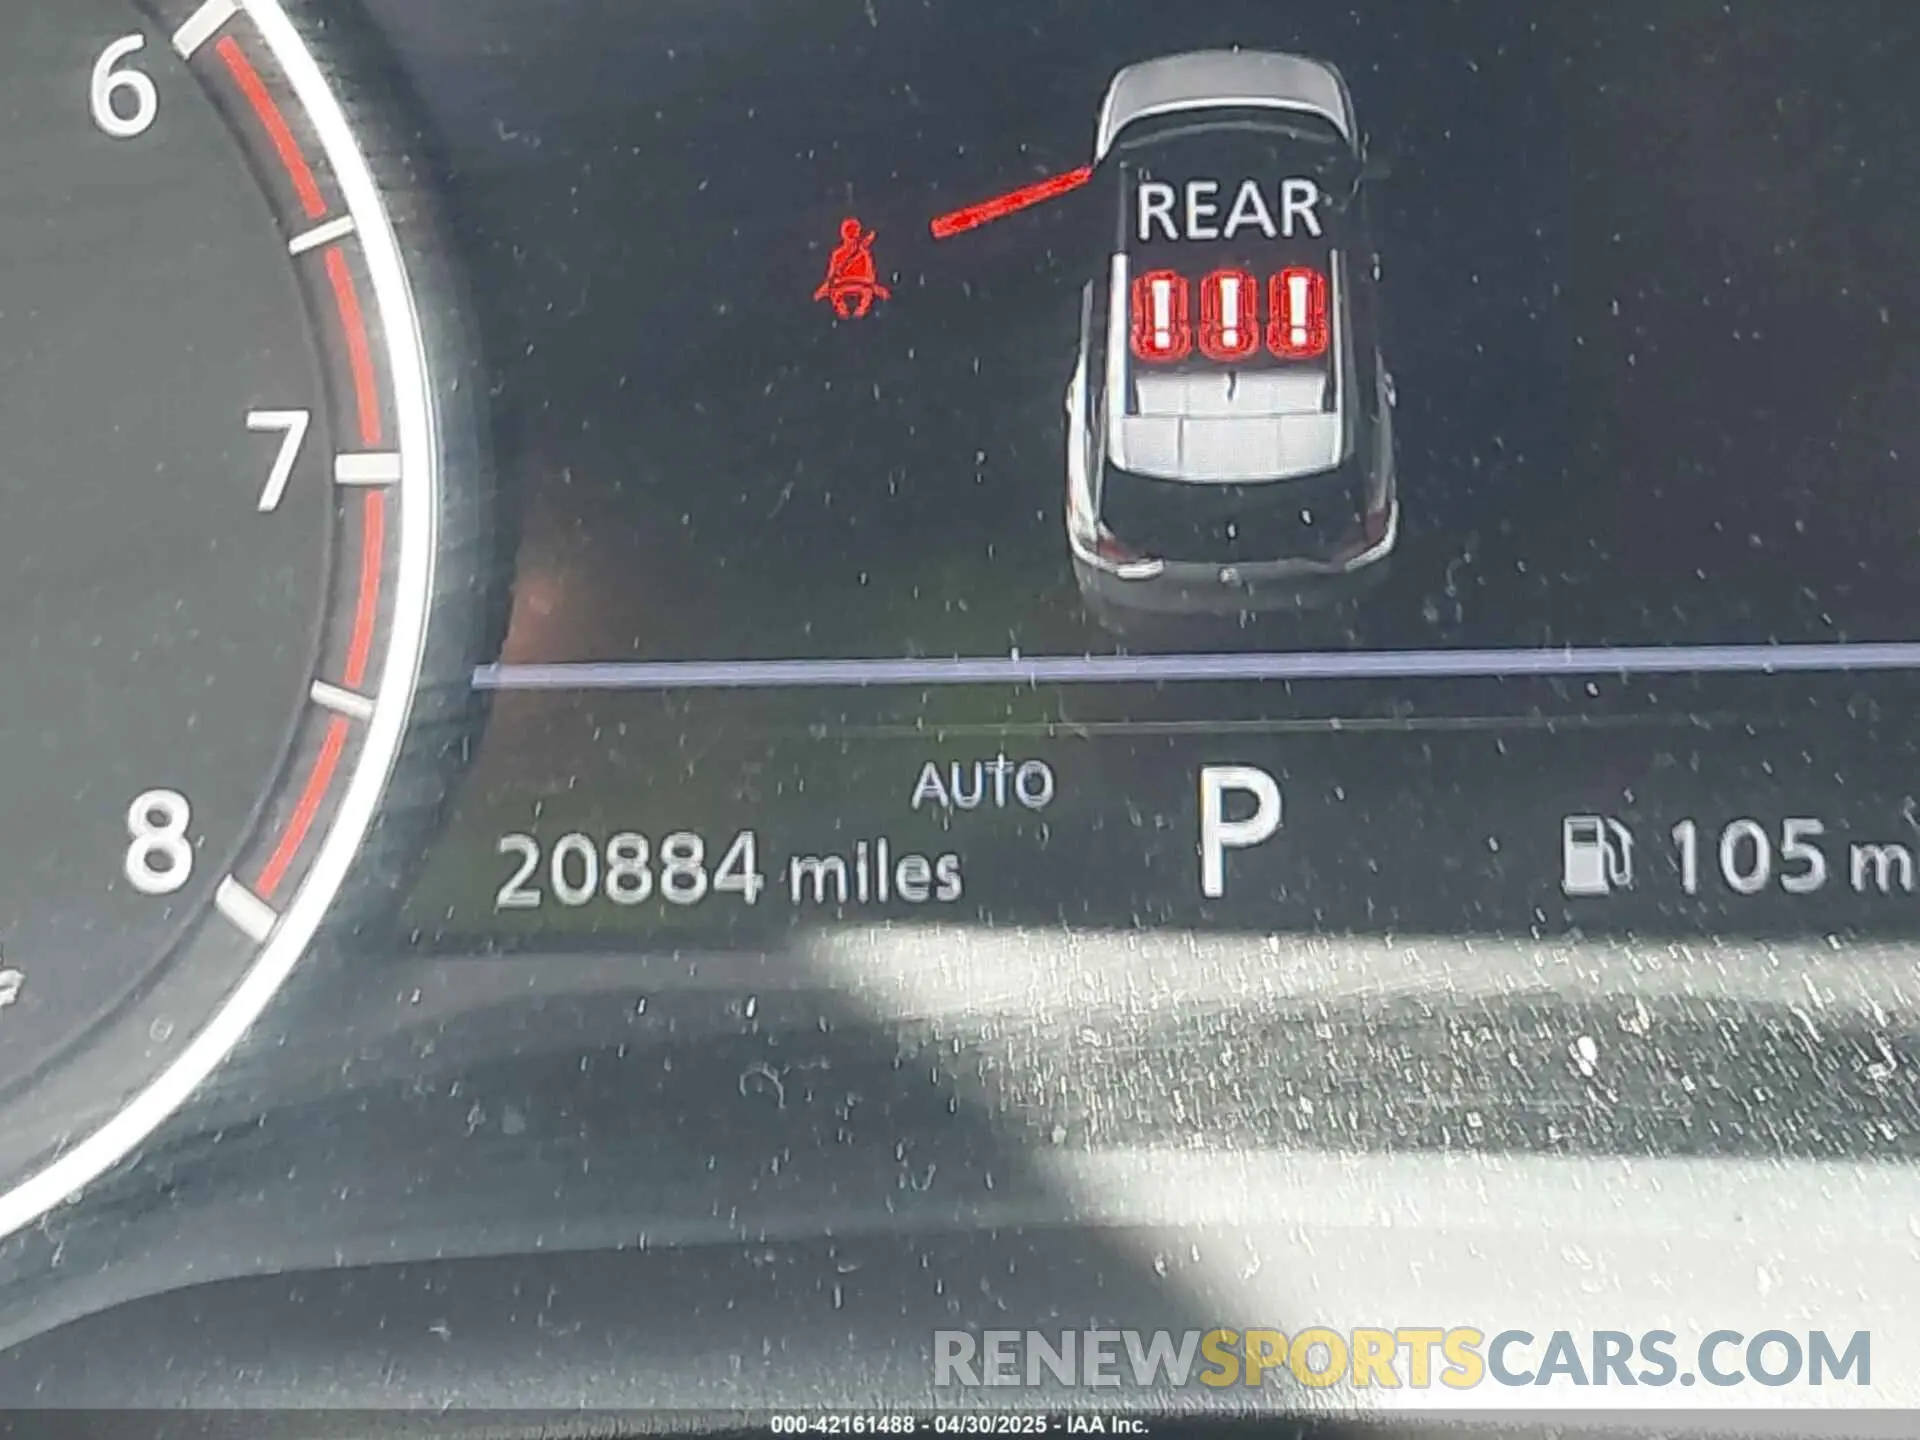 6
REAR
7
AUTO
P
8
20884 miles
105 m
RENEWSPORTSCARS.COM
000-42161488 - 04/30/2025 - IAA Inc.